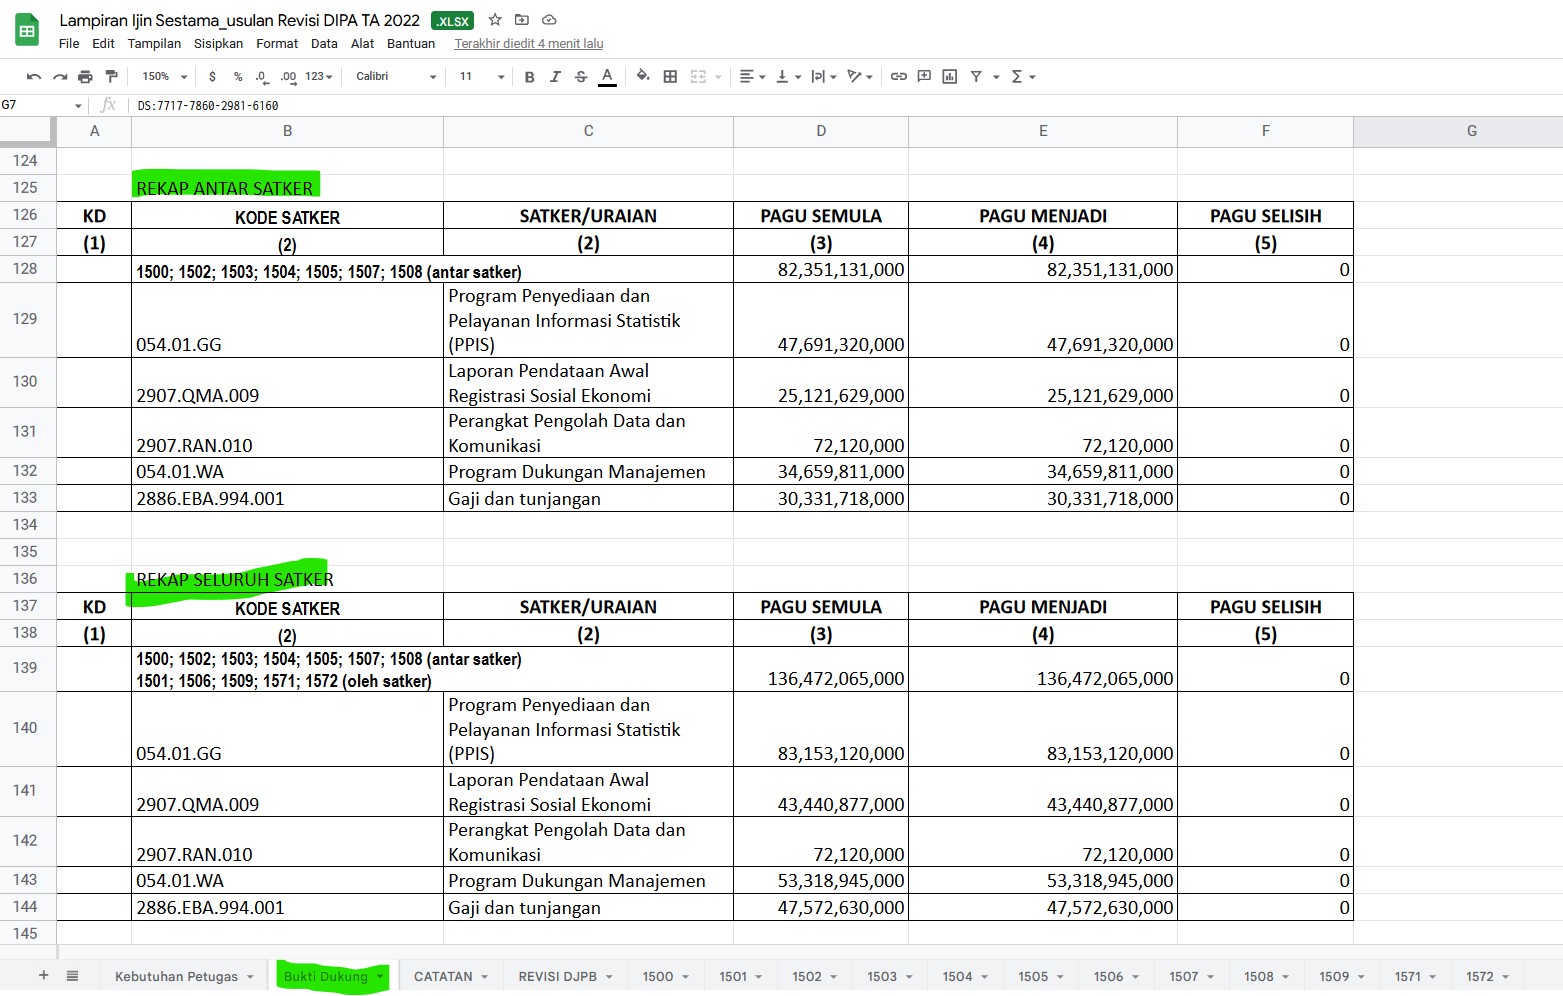 Lampiran Ijin Sestama_usulan Revisi DIPA TA 2022 .XLSX
File Edit Tampilan Sisipkan Format Data Alat Bantuan Terakhir diedit 4 menit lalu
150% $ % .0 .00 123 Calibri 11 B I S A
G7 fx DS:7717-7860-2981-6160
A B C D E F G
124
125 REKAP ANTAR SATKER
126 KD KODE SATKER SATKER/URAIAN PAGU SEMULA PAGU MENJADI PAGU SELISIH
127 (1) (2) (2) (3) (4) (5)
128 1500; 1502; 1503; 1504; 1505; 1507; 1508 (antar satker) 82,351,131,000 82,351,131,000 0
Program Penyediaan dan
129 Pelayanan Informasi Statistik
054.01.GG (PPIS) 47,691,320,000 47,691,320,000 0
Laporan Pendataan Awal
130 2907.QMA.009 Registrasi Sosial Ekonomi 25,121,629,000 25,121,629,000 0
Perangkat Pengolah Data dan
131 2907.RAN.010 Komunikasi 72,120,000 72,120,000 0
132 054.01.WA Program Dukungan Manajemen 34,659,811,000 34,659,811,000 0
133 2886.EBA.994.001 Gaji dan tunjangan 30,331,718,000 30,331,718,000 0
134
135
136 REKAP SELURUH SATKER
137 KD KODE SATKER SATKER/URAIAN PAGU SEMULA PAGU MENJADI PAGU SELISIH
138 (1) (2) (2) (3) (4) (5)
1500; 1502; 1503; 1504; 1505; 1507; 1508 (antar satker)
139 1501; 1506; 1509; 1571; 1572 (oleh satker) 136,472,065,000 136,472,065,000 0
Program Penyediaan dan
140 Pelayanan Informasi Statistik
054.01.GG (PPIS) 83,153,120,000 83,153,120,000 0
Laporan Pendataan Awal
141 2907.QMA.009 Registrasi Sosial Ekonomi 43,440,877,000 43,440,877,000 0
Perangkat Pengolah Data dan
142 2907.RAN.010 Komunikasi 72,120,000 72,120,000 0
143 054.01.WA Program Dukungan Manajemen 53,318,945,000 53,318,945,000 0
144 2886.EBA.994.001 Gaji dan tunjangan 47,572,630,000 47,572,630,000 0
145
+ Kebutuhan Petugas Bukti Dukung CATATAN REVISI DJPB 1500 1501 1502 1503 1504 1505 1506 1507 1508 1509 1571 1572